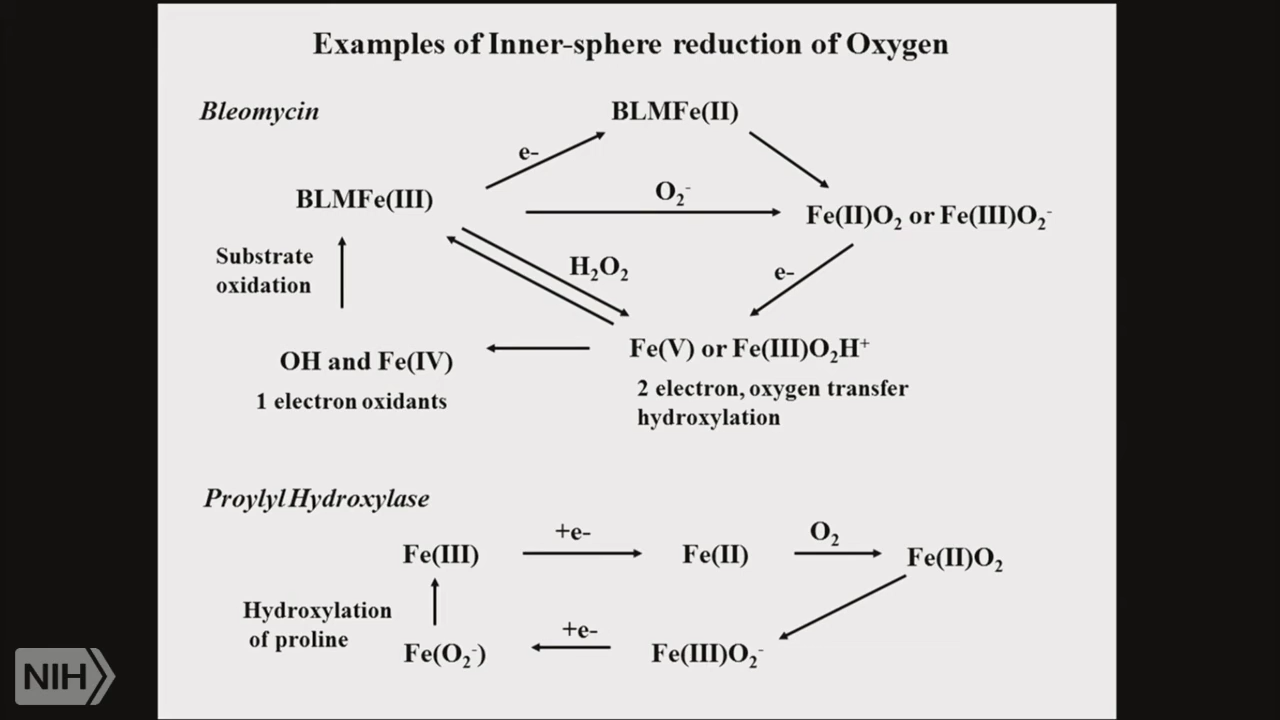 Examples of Inner-sphere reduction of Oxygen
Bleomycin
BLMFe(II)
e-
BLMFe(III)
O₂⁻
Fe(II)O₂ or Fe(III)O₂⁻
Substrate
oxidation
H₂O₂
e-
OH and Fe(IV)
Fe(V) or Fe(III)O₂H⁺
1 electron oxidants
2 electron, oxygen transfer
hydroxylation
Proylyl Hydroxylase
Fe(III)
+e-
Fe(II)
O₂
Fe(II)O₂
Hydroxylation
of proline
Fe(O₂⁻)
+e-
Fe(III)O₂⁻
NIH